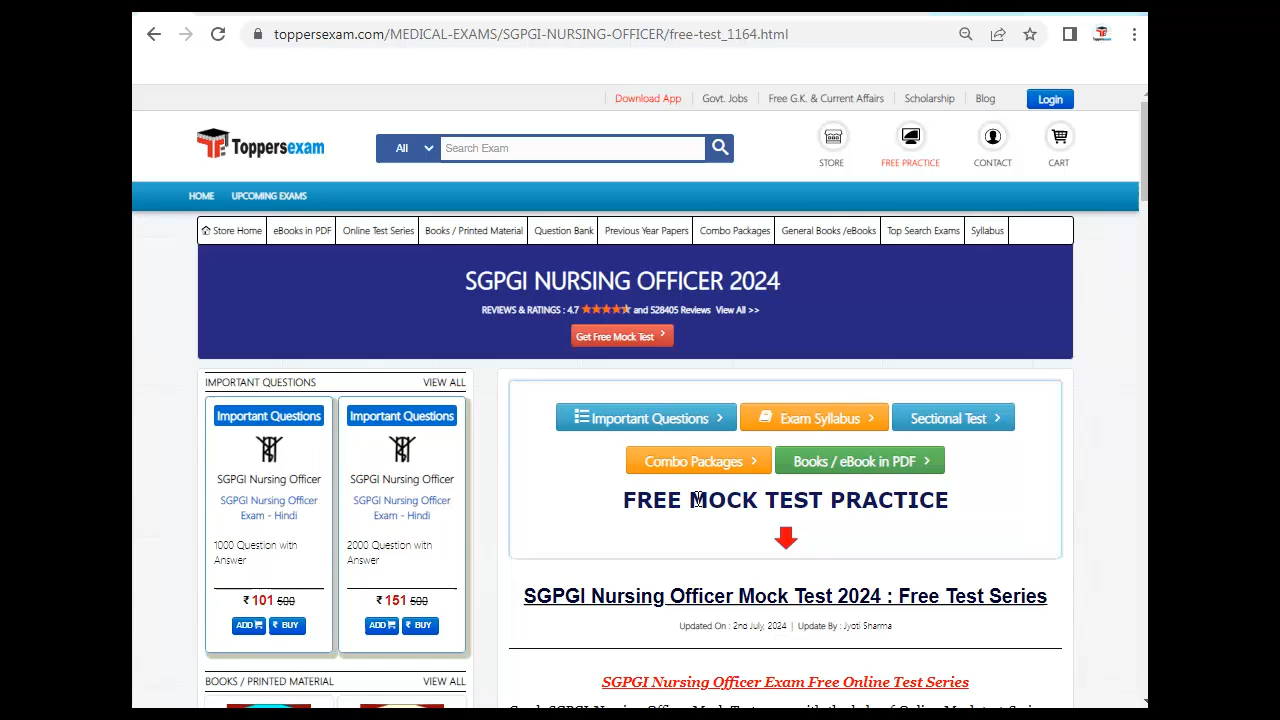 toppersexam.com/MEDICAL-EXAMS/SGPGI-NURSING-OFFICER/free-test_1164.html
Download App Govt. Jobs Free G.K. & Current Affairs Scholarship Blog Login
Toppersexam All Search Exam
STORE FREE PRACTICE CONTACT CART
HOME UPCOMING EXAMS
Store Home eBooks in PDF Online Test Series Books / Printed Material Question Bank Previous Year Papers Combo Packages General Books /eBooks Top Search Exams Syllabus
SGPGI NURSING OFFICER 2024
REVIEWS & RATINGS : 4.7 and 528405 Reviews View All >>
Get Free Mock Test
IMPORTANT QUESTIONS VIEW ALL
Important Questions
SGPGI Nursing Officer
SGPGI Nursing Officer
Exam - Hindi
1000 Question with
Answer
₹ 101 500
ADD ₹ BUY
Important Questions
SGPGI Nursing Officer
SGPGI Nursing Officer
Exam - Hindi
2000 Question with
Answer
₹ 151 500
ADD ₹ BUY
BOOKS / PRINTED MATERIAL VIEW ALL
Important Questions Exam Syllabus Sectional Test
Combo Packages Books / eBook in PDF
FREE MOCK TEST PRACTICE
SGPGI Nursing Officer Mock Test 2024 : Free Test Series
Updated On : 2nd July, 2024 | Update By : Jyoti Sharma
SGPGI Nursing Officer Exam Free Online Test Series